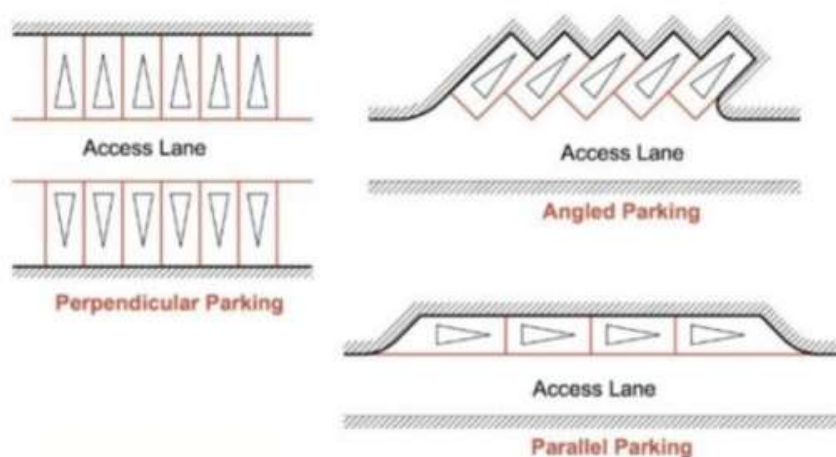 Access Lane
Perpendicular Parking
Access Lane
Angled Parking
Access Lane
Parallel Parking